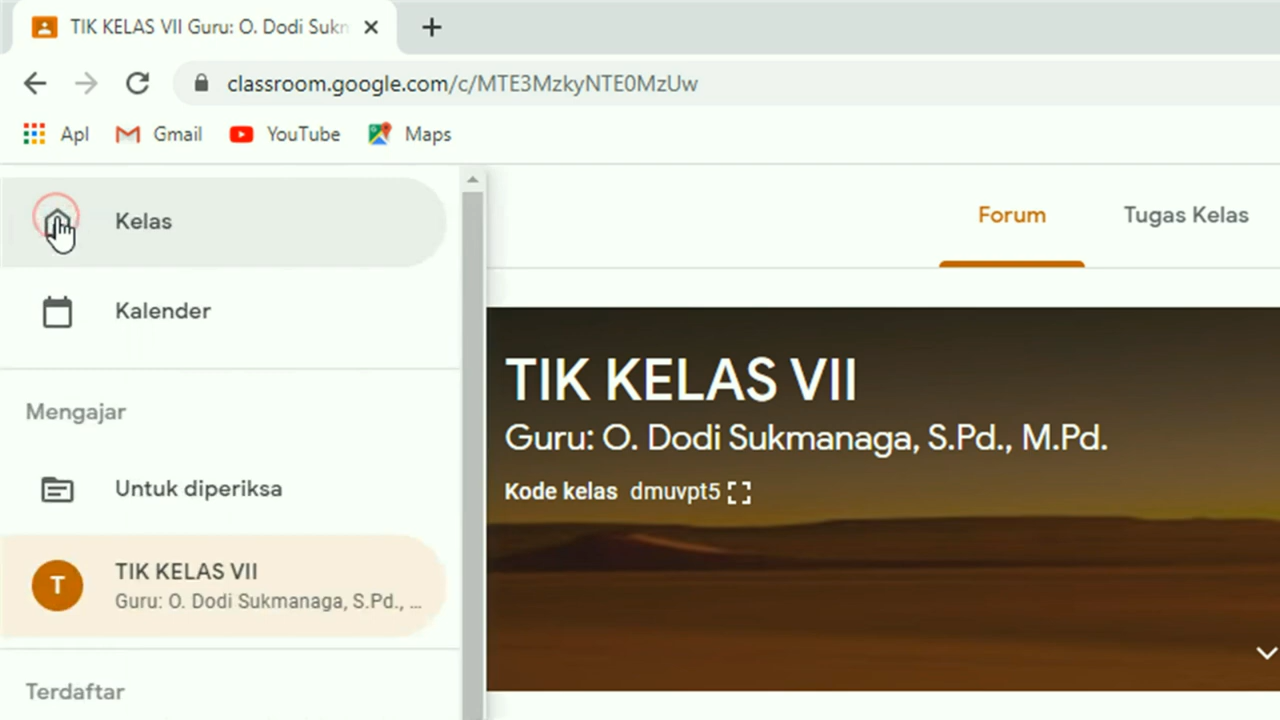 TIK KELAS VII Guru: O. Dodi Sukn
classroom.google.com/c/MTE3MzkyNTE0MzUw
Apl Gmail YouTube Maps
Kelas
Kalender
Mengajar
Untuk diperiksa
T
TIK KELAS VII
Guru: O. Dodi Sukmanaga, S.Pd., ...
Terdaftar
Forum Tugas Kelas
TIK KELAS VII
Guru: O. Dodi Sukmanaga, S.Pd., M.Pd.
Kode kelas dmuvpt5